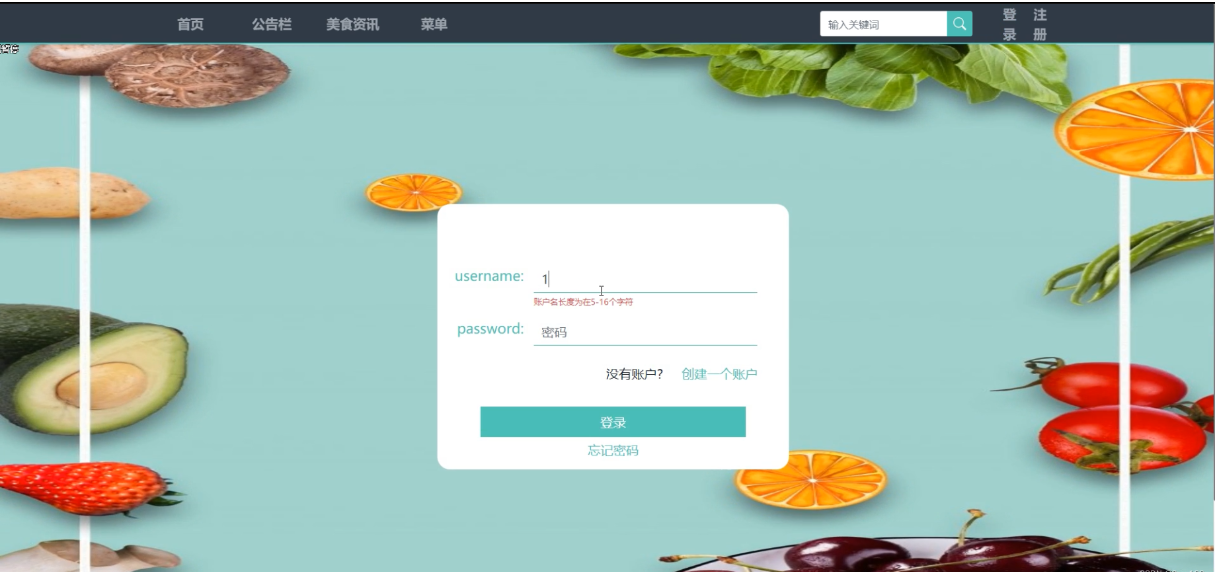 首页 公告栏 美食资讯 菜单 输入关键词 登录 注册
username: 1
账户名长度为在5-16个字符
password: 密码
没有账户? 创建一个账户
登录
忘记密码